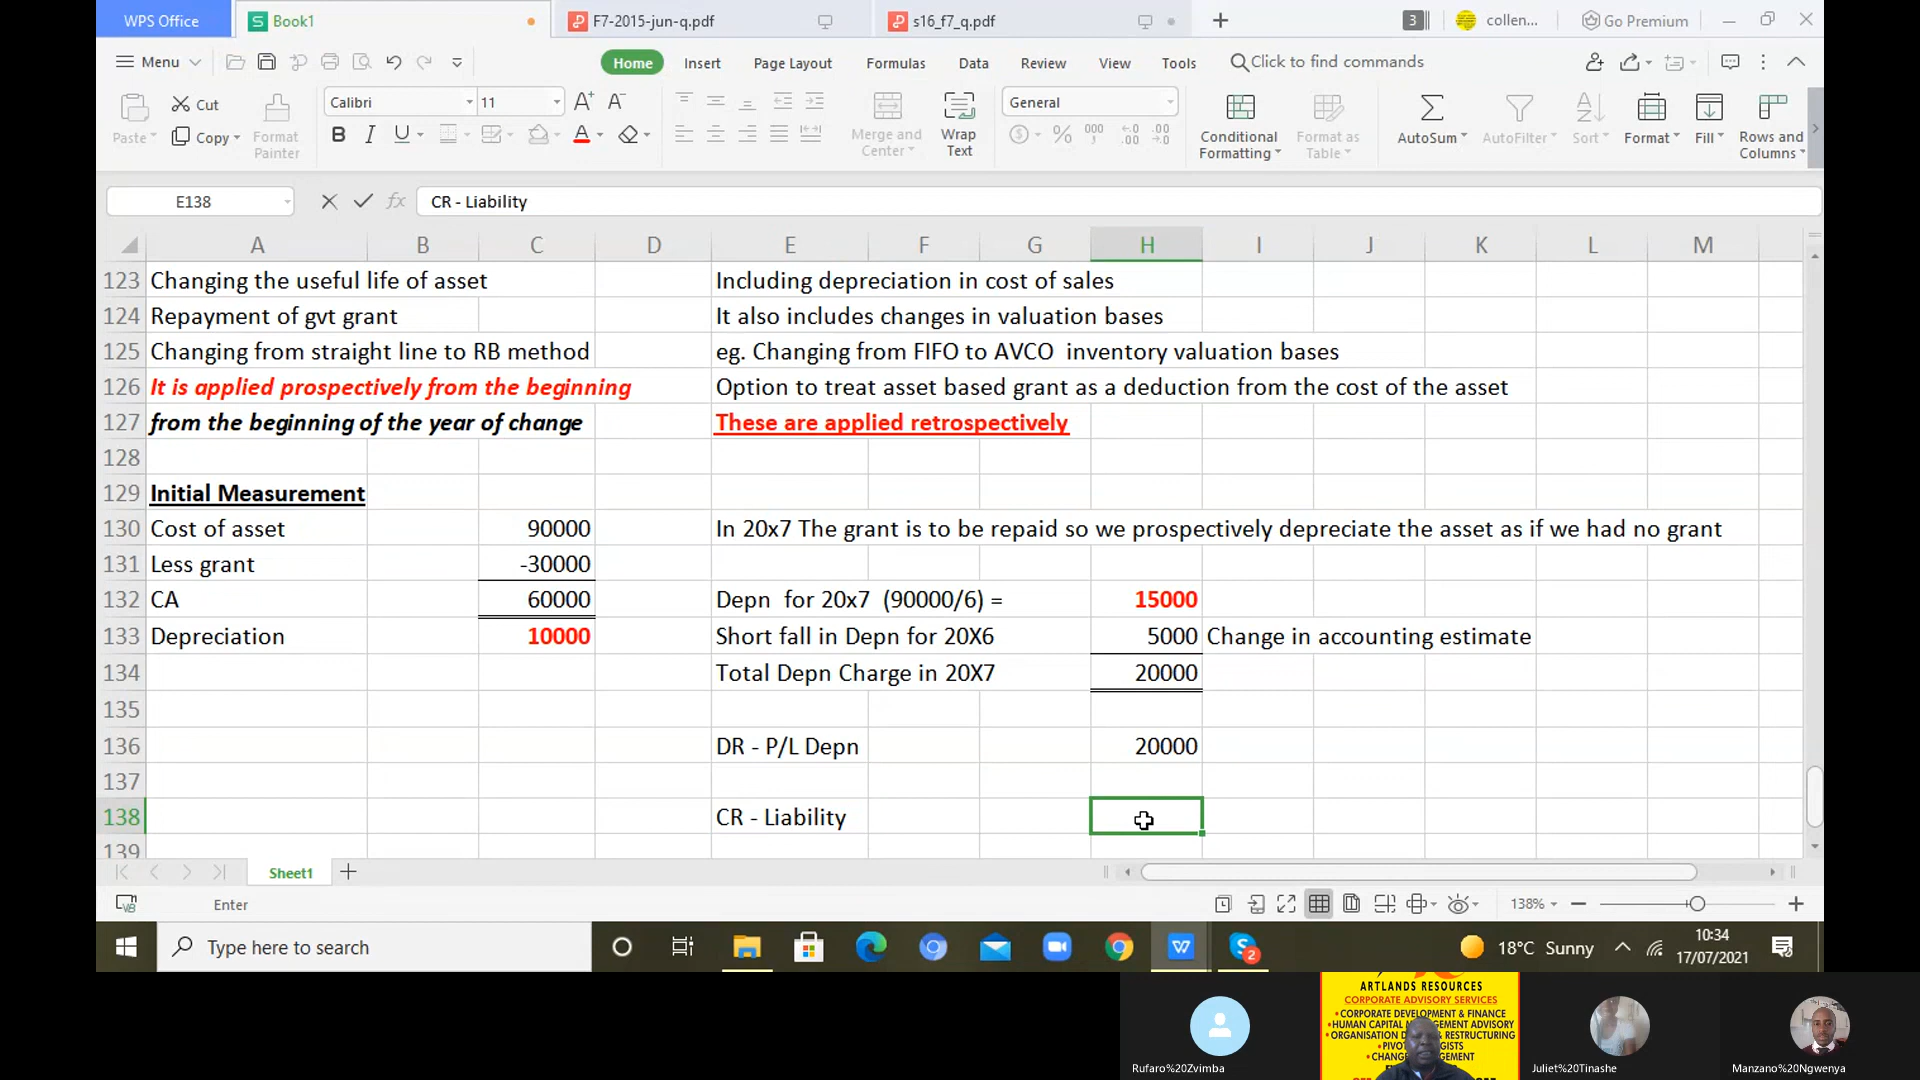 WPS Office
Book1
F7-2015-jun-q.pdf
s16_f7_q.pdf
3
collen...
Go Premium
Menu
Home
Insert
Page Layout
Formulas
Data
Review
View
Tools
Click to find commands
Paste
Cut
Copy
Format
Painter
Calibri
11
Merge and
Center
Wrap
Text
General
Conditional
Formatting
Format as
Table
AutoSum
AutoFilter
Sort
Format
Fill
Rows and
Columns
E138
CR - Liability
A B C D E F G H I J K L M
123 Changing the useful life of asset Including depreciation in cost of sales
124 Repayment of gvt grant It also includes changes in valuation bases
125 Changing from straight line to RB method eg. Changing from FIFO to AVCO inventory valuation bases
126 It is applied prospectively from the beginning Option to treat asset based grant as a deduction from the cost of the asset
127 from the beginning of the year of change These are applied retrospectively
128
129 Initial Measurement
130 Cost of asset 90000 In 20x7 The grant is to be repaid so we prospectively depreciate the asset as if we had no grant
131 Less grant -30000
132 CA 60000 Depn for 20x7 (90000/6) = 15000
133 Depreciation 10000 Short fall in Depn for 20X6 5000 Change in accounting estimate
134 Total Depn Charge in 20X7 20000
135
136 DR - P/L Depn 20000
137
138 CR - Liability
139
Sheet1
Enter
138%
Type here to search
2
18°C Sunny
10:34
17/07/2021
ARTLANDS RESOURCES
CORPORATE ADVISORY SERVICES
• CORPORATE DEVELOPMENT & FINANCE
Rufaro%20Zvimba
Juliet%20Tinashe
Manzano%20Ngwenya